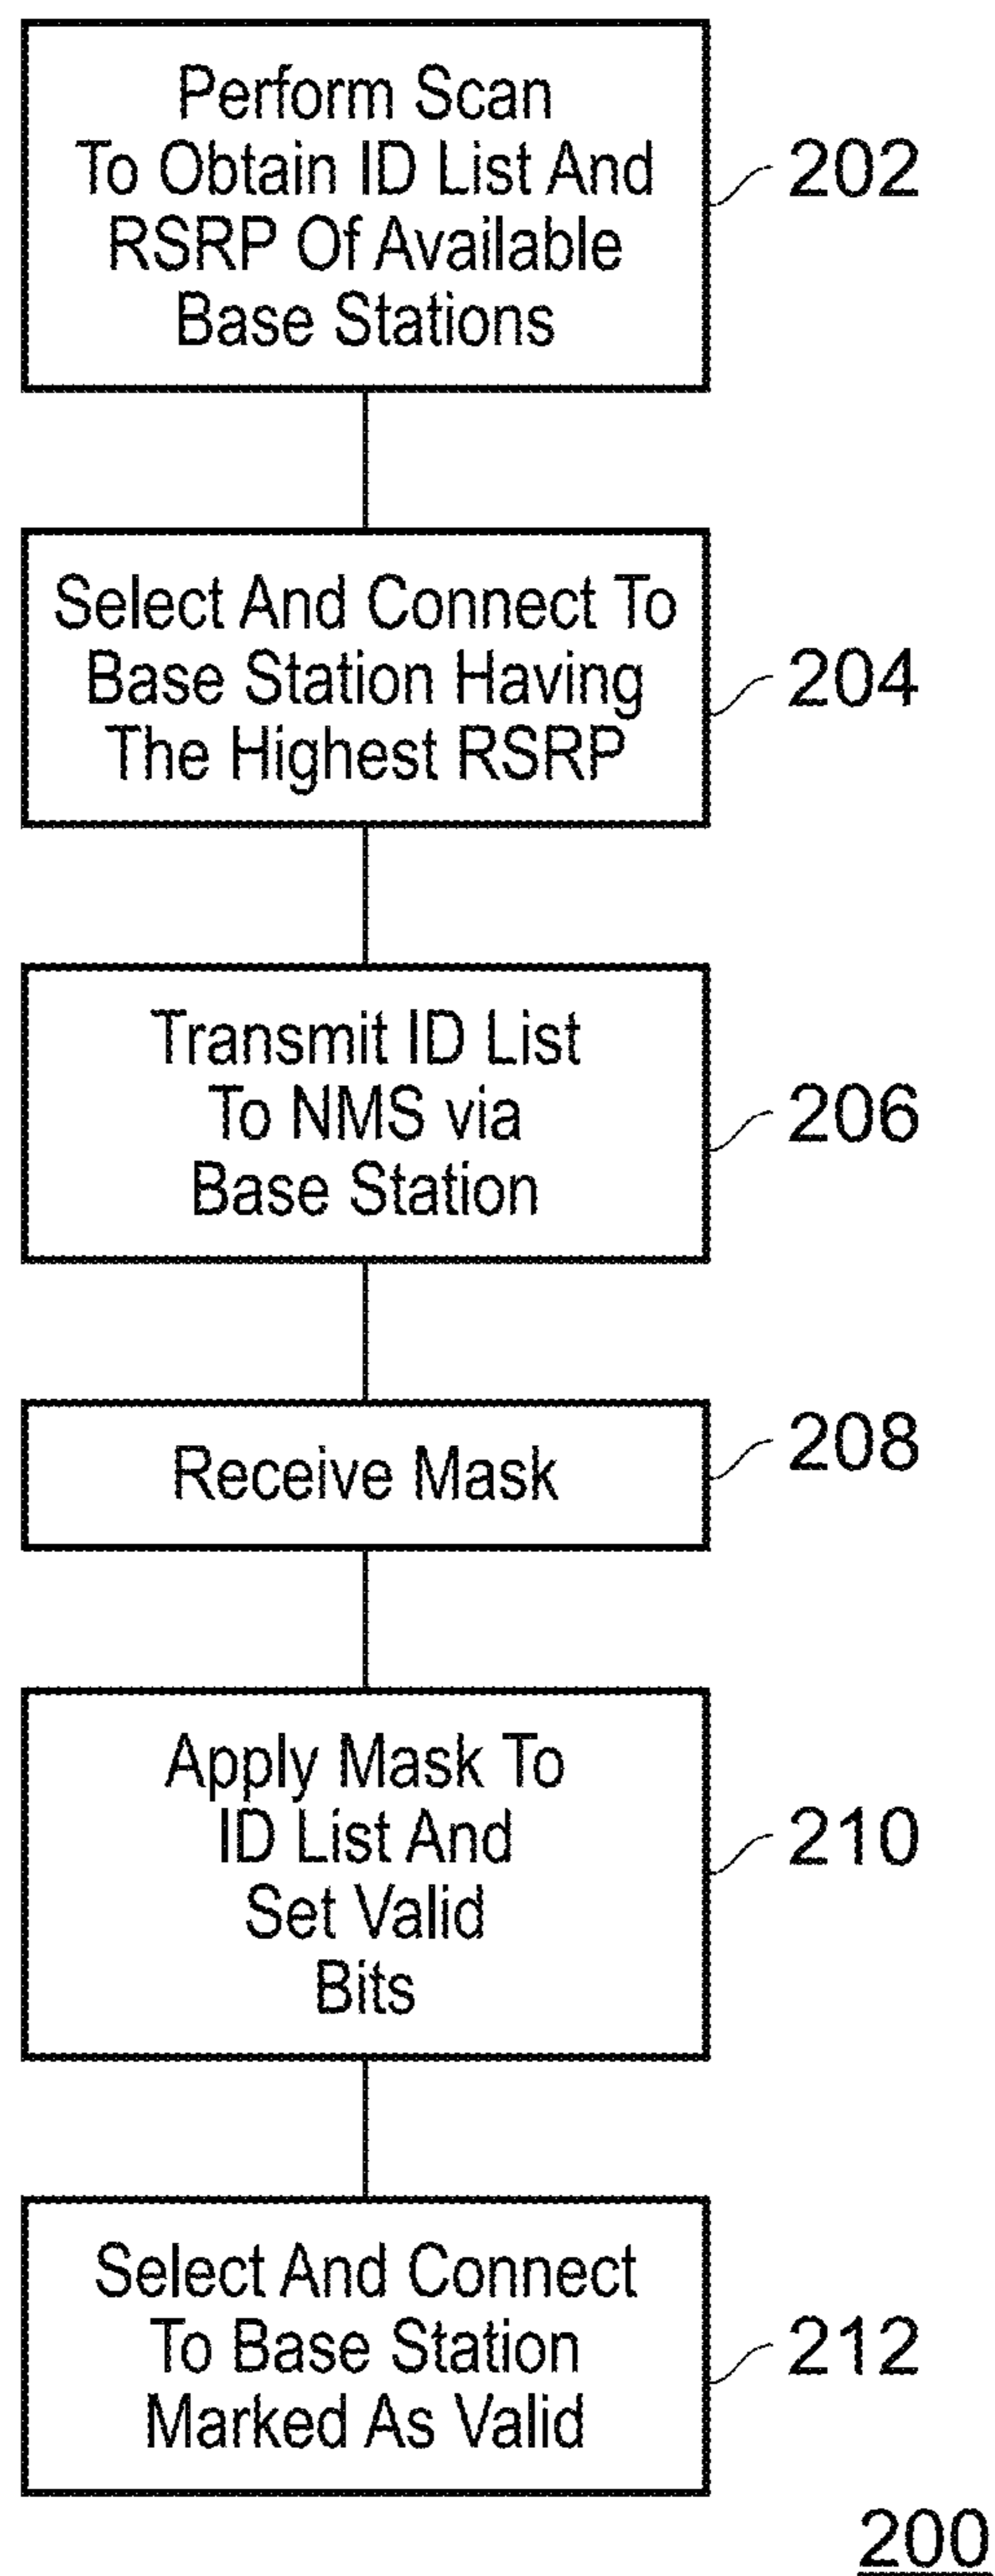 Perform Scan
To Obtain ID List And
RSRP Of Available
Base Stations
202
Select And Connect To
Base Station Having
The Highest RSRP
204
Transmit ID List
To NMS via
Base Station
206
Receive Mask
208
Apply Mask To
ID List And
Set Valid
Bits
210
Select And Connect
To Base Station
Marked As Valid
212
200